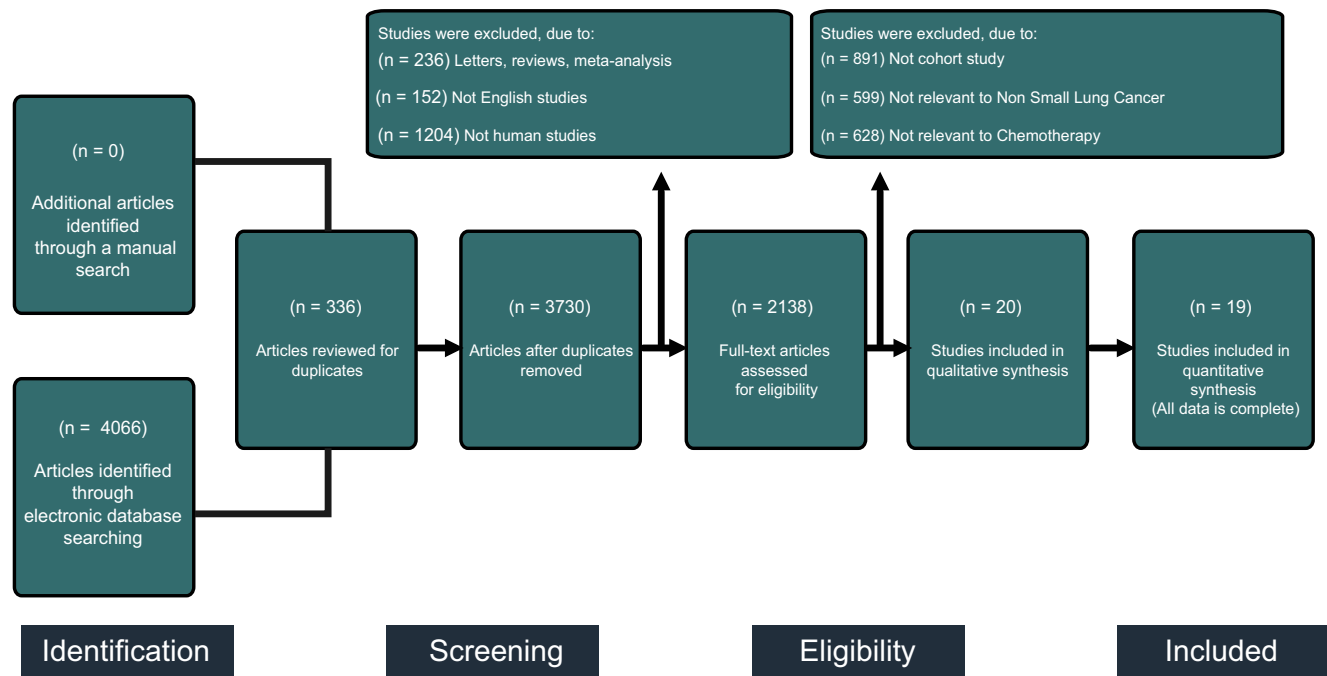 Studies were excluded, due to:
(n = 236) Letters, reviews, meta-analysis
(n = 152) Not English studies
(n = 1204) Not human studies
Studies were excluded, due to:
(n = 891) Not cohort study
(n = 599) Not relevant to Non Small Lung Cancer
(n = 628) Not relevant to Chemotherapy
(n = 0)
Additional articles
identified
through a manual
search
(n = 4066)
Articles identified
through
electronic database
searching
(n = 336)
Articles reviewed for
duplicates
(n = 3730)
Articles after duplicates
removed
(n = 2138)
Full-text articles
assessed
for eligibility
(n = 20)
Studies included in
qualitative synthesis
(n = 19)
Studies included in
quantitative
synthesis
(All data is complete)
Identification
Screening
Eligibility
Included